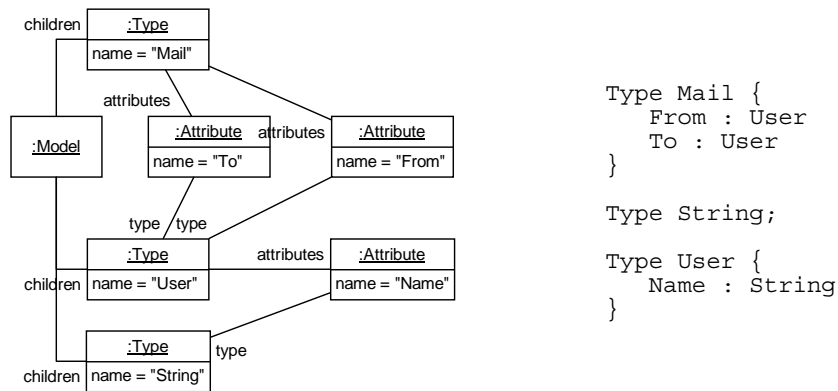 children
:Type
name = "Mail"
attributes
:Model
:Attribute
name = "To"
attributes
:Attribute
name = "From"
type type
:Type
name = "User"
children
attributes
:Attribute
name = "Name"
:Type
name = "String"
type
children
Type Mail {
From : User
To : User
}
Type String;
Type User {
Name : String
}